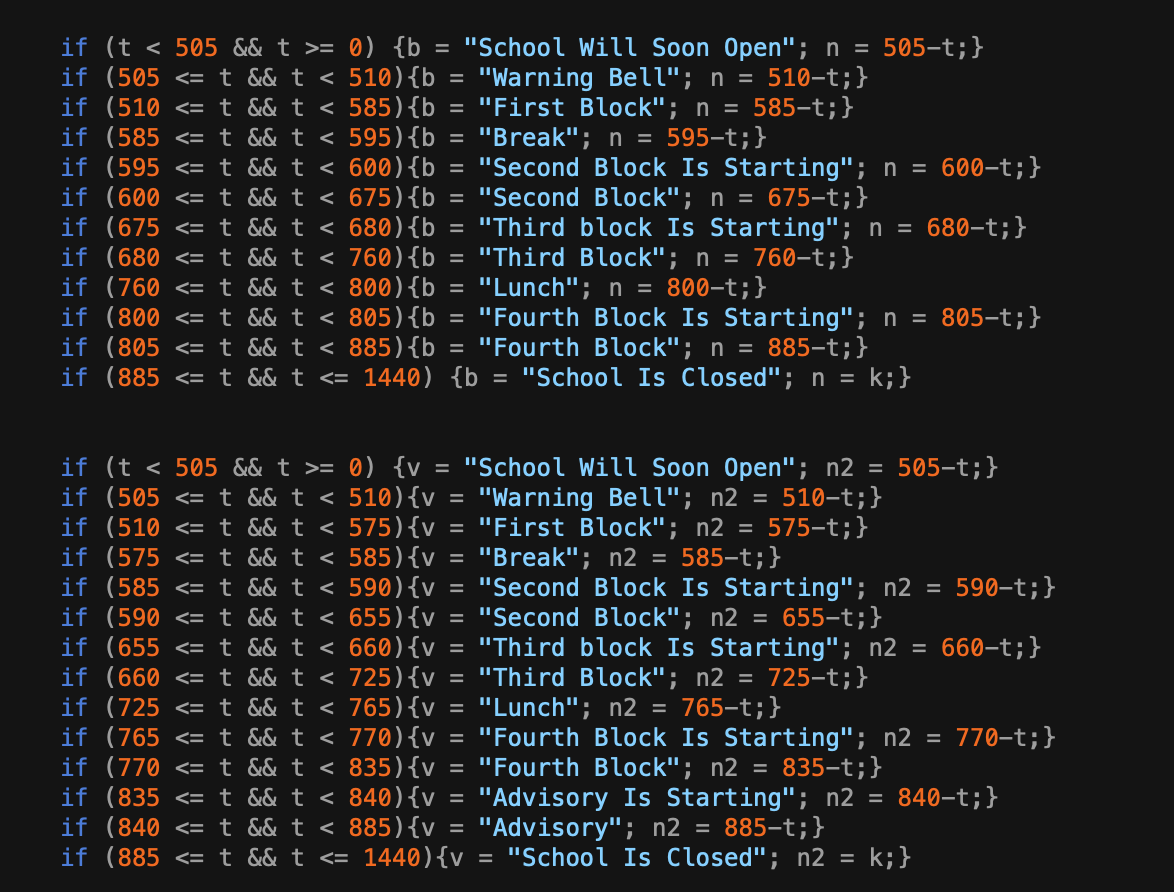 if (t < 505 && t >= 0) {b = "School Will Soon Open"; n = 505-t;}
if (505 <= t && t < 510){b = "Warning Bell"; n = 510-t;}
if (510 <= t && t < 585){b = "First Block"; n = 585-t;}
if (585 <= t && t < 595){b = "Break"; n = 595-t;}
if (595 <= t && t < 600){b = "Second Block Is Starting"; n = 600-t;}
if (600 <= t && t < 675){b = "Second Block"; n = 675-t;}
if (675 <= t && t < 680){b = "Third block Is Starting"; n = 680-t;}
if (680 <= t && t < 760){b = "Third Block"; n = 760-t;}
if (760 <= t && t < 800){b = "Lunch"; n = 800-t;}
if (800 <= t && t < 805){b = "Fourth Block Is Starting"; n = 805-t;}
if (805 <= t && t < 885){b = "Fourth Block"; n = 885-t;}
if (885 <= t && t <= 1440) {b = "School Is Closed"; n = k;}
if (t < 505 && t >= 0) {v = "School Will Soon Open"; n2 = 505-t;}
if (505 <= t && t < 510){v = "Warning Bell"; n2 = 510-t;}
if (510 <= t && t < 575){v = "First Block"; n2 = 575-t;}
if (575 <= t && t < 585){v = "Break"; n2 = 585-t;}
if (585 <= t && t < 590){v = "Second Block Is Starting"; n2 = 590-t;}
if (590 <= t && t < 655){v = "Second Block"; n2 = 655-t;}
if (655 <= t && t < 660){v = "Third block Is Starting"; n2 = 660-t;}
if (660 <= t && t < 725){v = "Third Block"; n2 = 725-t;}
if (725 <= t && t < 765){v = "Lunch"; n2 = 765-t;}
if (765 <= t && t < 770){v = "Fourth Block Is Starting"; n2 = 770-t;}
if (770 <= t && t < 835){v = "Fourth Block"; n2 = 835-t;}
if (835 <= t && t < 840){v = "Advisory Is Starting"; n2 = 840-t;}
if (840 <= t && t < 885){v = "Advisory"; n2 = 885-t;}
if (885 <= t && t <= 1440){v = "School Is Closed"; n2 = k;}